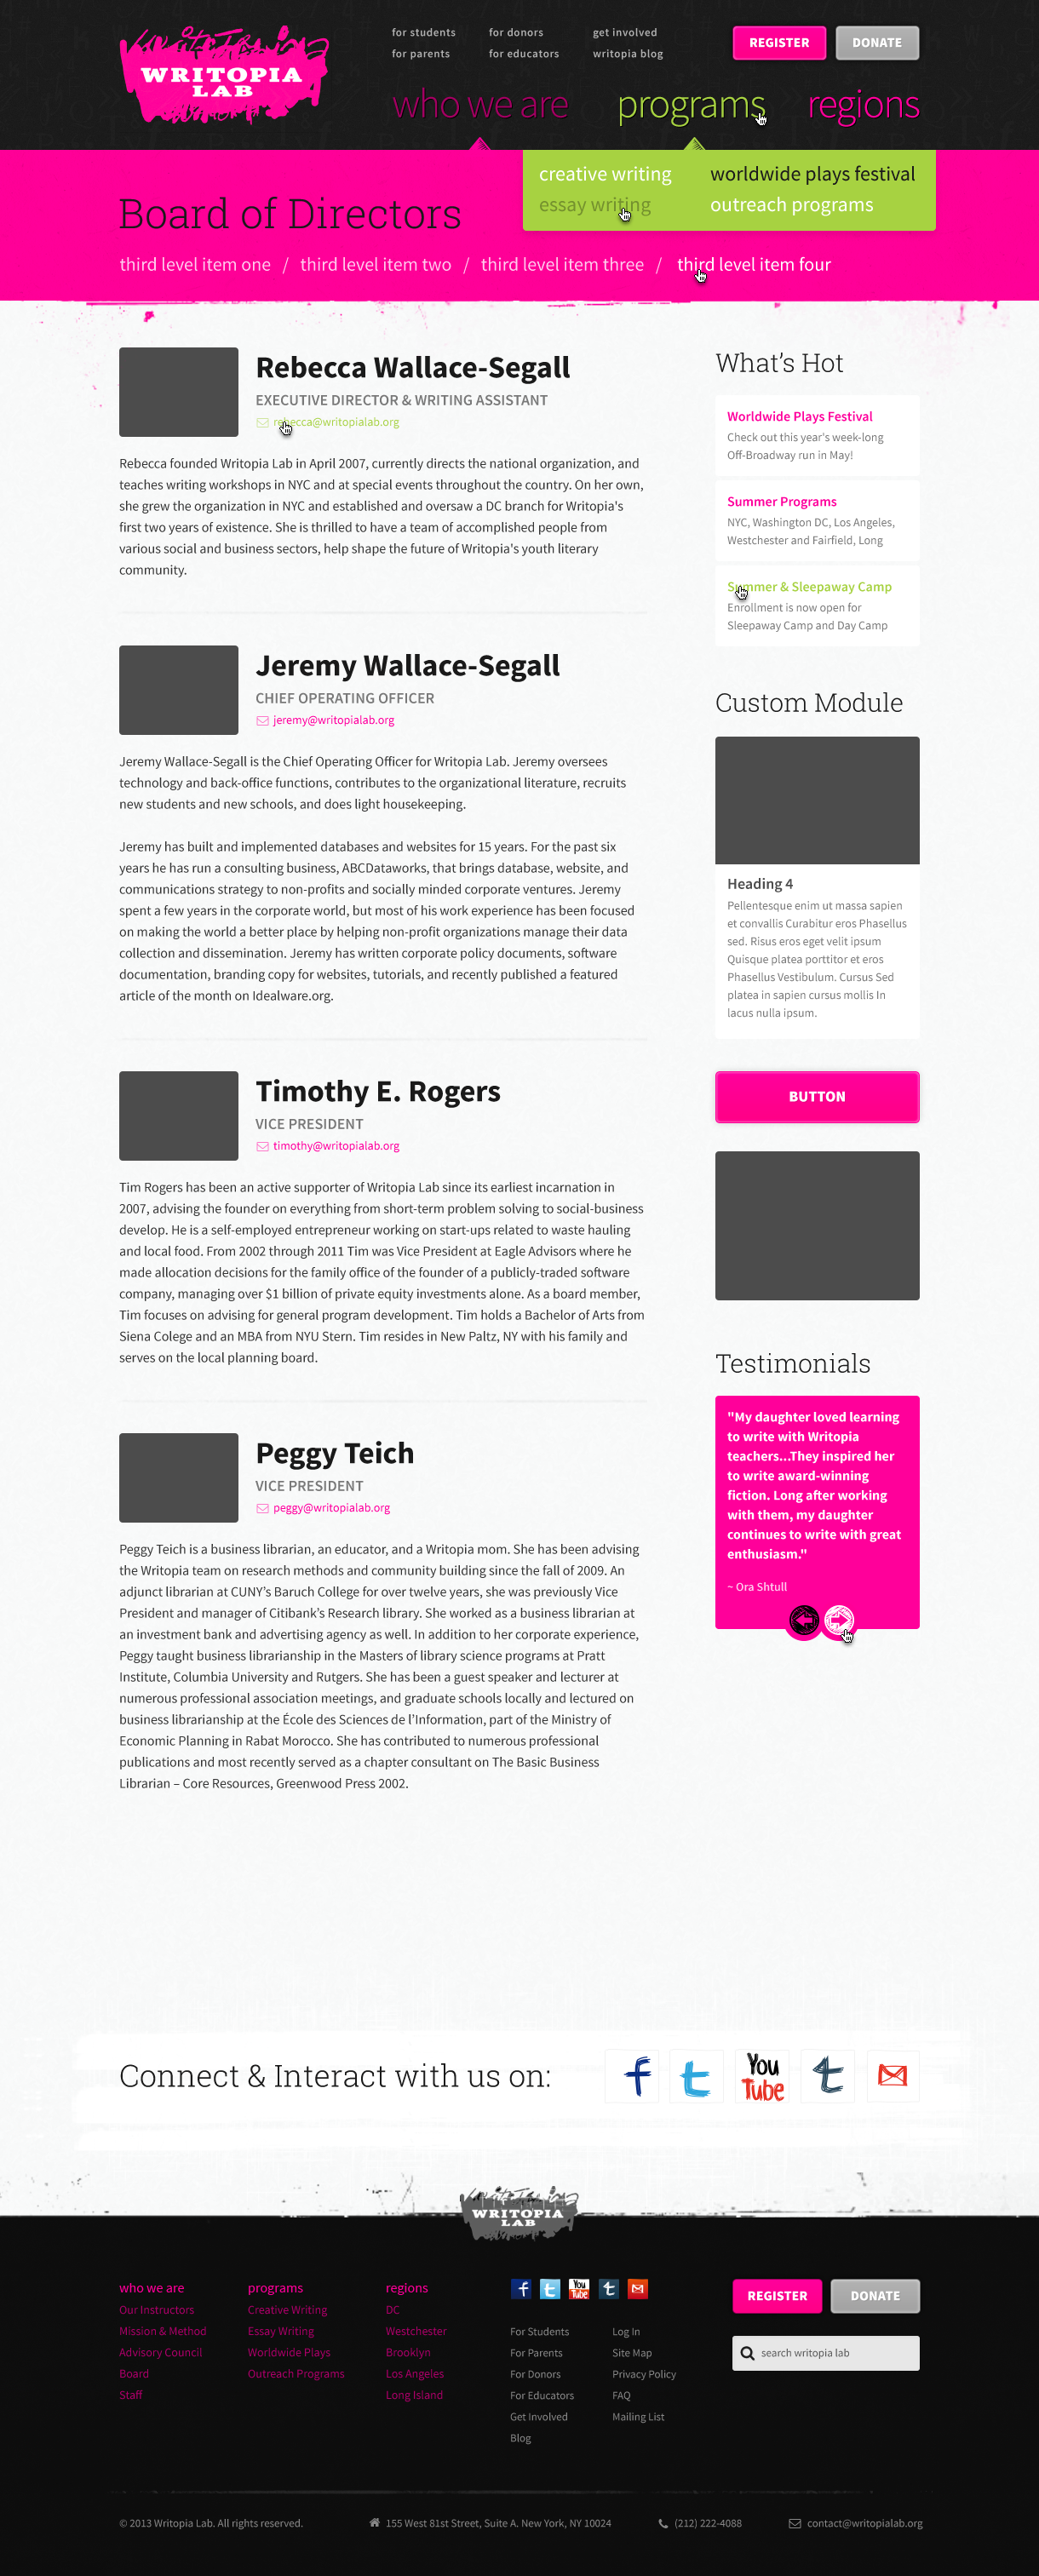 WRITOPIA
LAB
for students
for donors
get involved
for parents
for educators
writopia blog
REGISTER
DONATE
who we are
programs
regions
creative writing
worldwide plays festival
essay writing
outreach programs
Board of Directors
third level item one / third level item two / third level item three / third level item four
Rebecca Wallace-Segall
EXECUTIVE DIRECTOR & WRITING ASSISTANT
rebecca@writopialab.org
Rebecca founded Writopia Lab in April 2007, currently directs the national organization, and
teaches writing workshops in NYC and at special events throughout the country. On her own,
she grew the organization in NYC and established and oversaw a DC branch for Writopia's
first two years of existence. She is thrilled to have a team of accomplished people from
various social and business sectors, help shape the future of Writopia's youth literary
community.
Jeremy Wallace-Segall
CHIEF OPERATING OFFICER
jeremy@writopialab.org
Jeremy Wallace-Segall is the Chief Operating Officer for Writopia Lab. Jeremy oversees
technology and back-office functions, contributes to the organizational literature, recruits
new students and new schools, and does light housekeeping.
Jeremy has built and implemented databases and websites for 15 years. For the past six
years he has run a consulting business, ABCDataworks, that brings database, website, and
communications strategy to non-profits and socially minded corporate ventures. Jeremy
spent a few years in the corporate world, but most of his work experience has been focused
on making the world a better place by helping non-profit organizations manage their data
collection and dissemination. Jeremy has written corporate policy documents, software
documentation, branding copy for websites, tutorials, and recently published a featured
article of the month on Idealware.org.
Timothy E. Rogers
VICE PRESIDENT
timothy@writopialab.org
Tim Rogers has been an active supporter of Writopia Lab since its earliest incarnation in
2007, advising the founder on everything from short-term problem solving to social-business
develop. He is a self-employed entrepreneur working on start-ups related to waste hauling
and local food. From 2002 through 2011 Tim was Vice President at Eagle Advisors where he
made allocation decisions for the family office of the founder of a publicly-traded software
company, managing over $1 billion of private equity investments alone. As a board member,
Tim focuses on advising for general program development. Tim holds a Bachelor of Arts from
Siena Colege and an MBA from NYU Stern. Tim resides in New Paltz, NY with his family and
serves on the local planning board.
Peggy Teich
VICE PRESIDENT
peggy@writopialab.org
Peggy Teich is a business librarian, an educator, and a Writopia mom. She has been advising
the Writopia team on research methods and community building since the fall of 2009. An
adjunct librarian at CUNY’s Baruch College for over twelve years, she was previously Vice
President and manager of Citibank’s Research library. She worked as a business librarian at
an investment bank and advertising agency as well. In addition to her corporate experience,
Peggy taught business librarianship in the Masters of library science programs at Pratt
Institute, Columbia University and Rutgers. She has been a guest speaker and lecturer at
numerous professional association meetings, and graduate schools locally and lectured on
business librarianship at the École des Sciences de l’Information, part of the Ministry of
Economic Planning in Rabat Morocco. She has contributed to numerous professional
publications and most recently served as a chapter consultant on The Basic Business
Librarian – Core Resources, Greenwood Press 2002.
What’s Hot
Worldwide Plays Festival
Check out this year's week-long
Off-Broadway run in May!
Summer Programs
NYC, Washington DC, Los Angeles,
Westchester and Fairfield, Long
Summer & Sleepaway Camp
Enrollment is now open for
Sleepaway Camp and Day Camp
Custom Module
Heading 4
Pellentesque enim ut massa sapien
et convallis Curabitur eros Phasellus
sed. Risus eros eget velit ipsum
Quisque platea porttitor et eros
Phasellus Vestibulum. Cursus Sed
platea in sapien cursus mollis In
lacus nulla ipsum.
BUTTON
Testimonials
"My daughter loved learning
to write with Writopia
teachers...They inspired her
to write award-winning
fiction. Long after working
with them, my daughter
continues to write with great
enthusiasm."
~ Ora Shtull
Connect & Interact with us on:
f
t
You
Tube
t
WRITOPIA
LAB
who we are
Our Instructors
Mission & Method
Advisory Council
Board
Staff
programs
Creative Writing
Essay Writing
Worldwide Plays
Outreach Programs
regions
DC
Westchester
Brooklyn
Los Angeles
Long Island
f
t
You
Tube
t
For Students
For Parents
For Donors
For Educators
Get Involved
Blog
Log In
Site Map
Privacy Policy
FAQ
Mailing List
REGISTER
DONATE
search writopia lab
© 2013 Writopia Lab. All rights reserved.
155 West 81st Street, Suite A. New York, NY 10024
(212) 222-4088
contact@writopialab.org